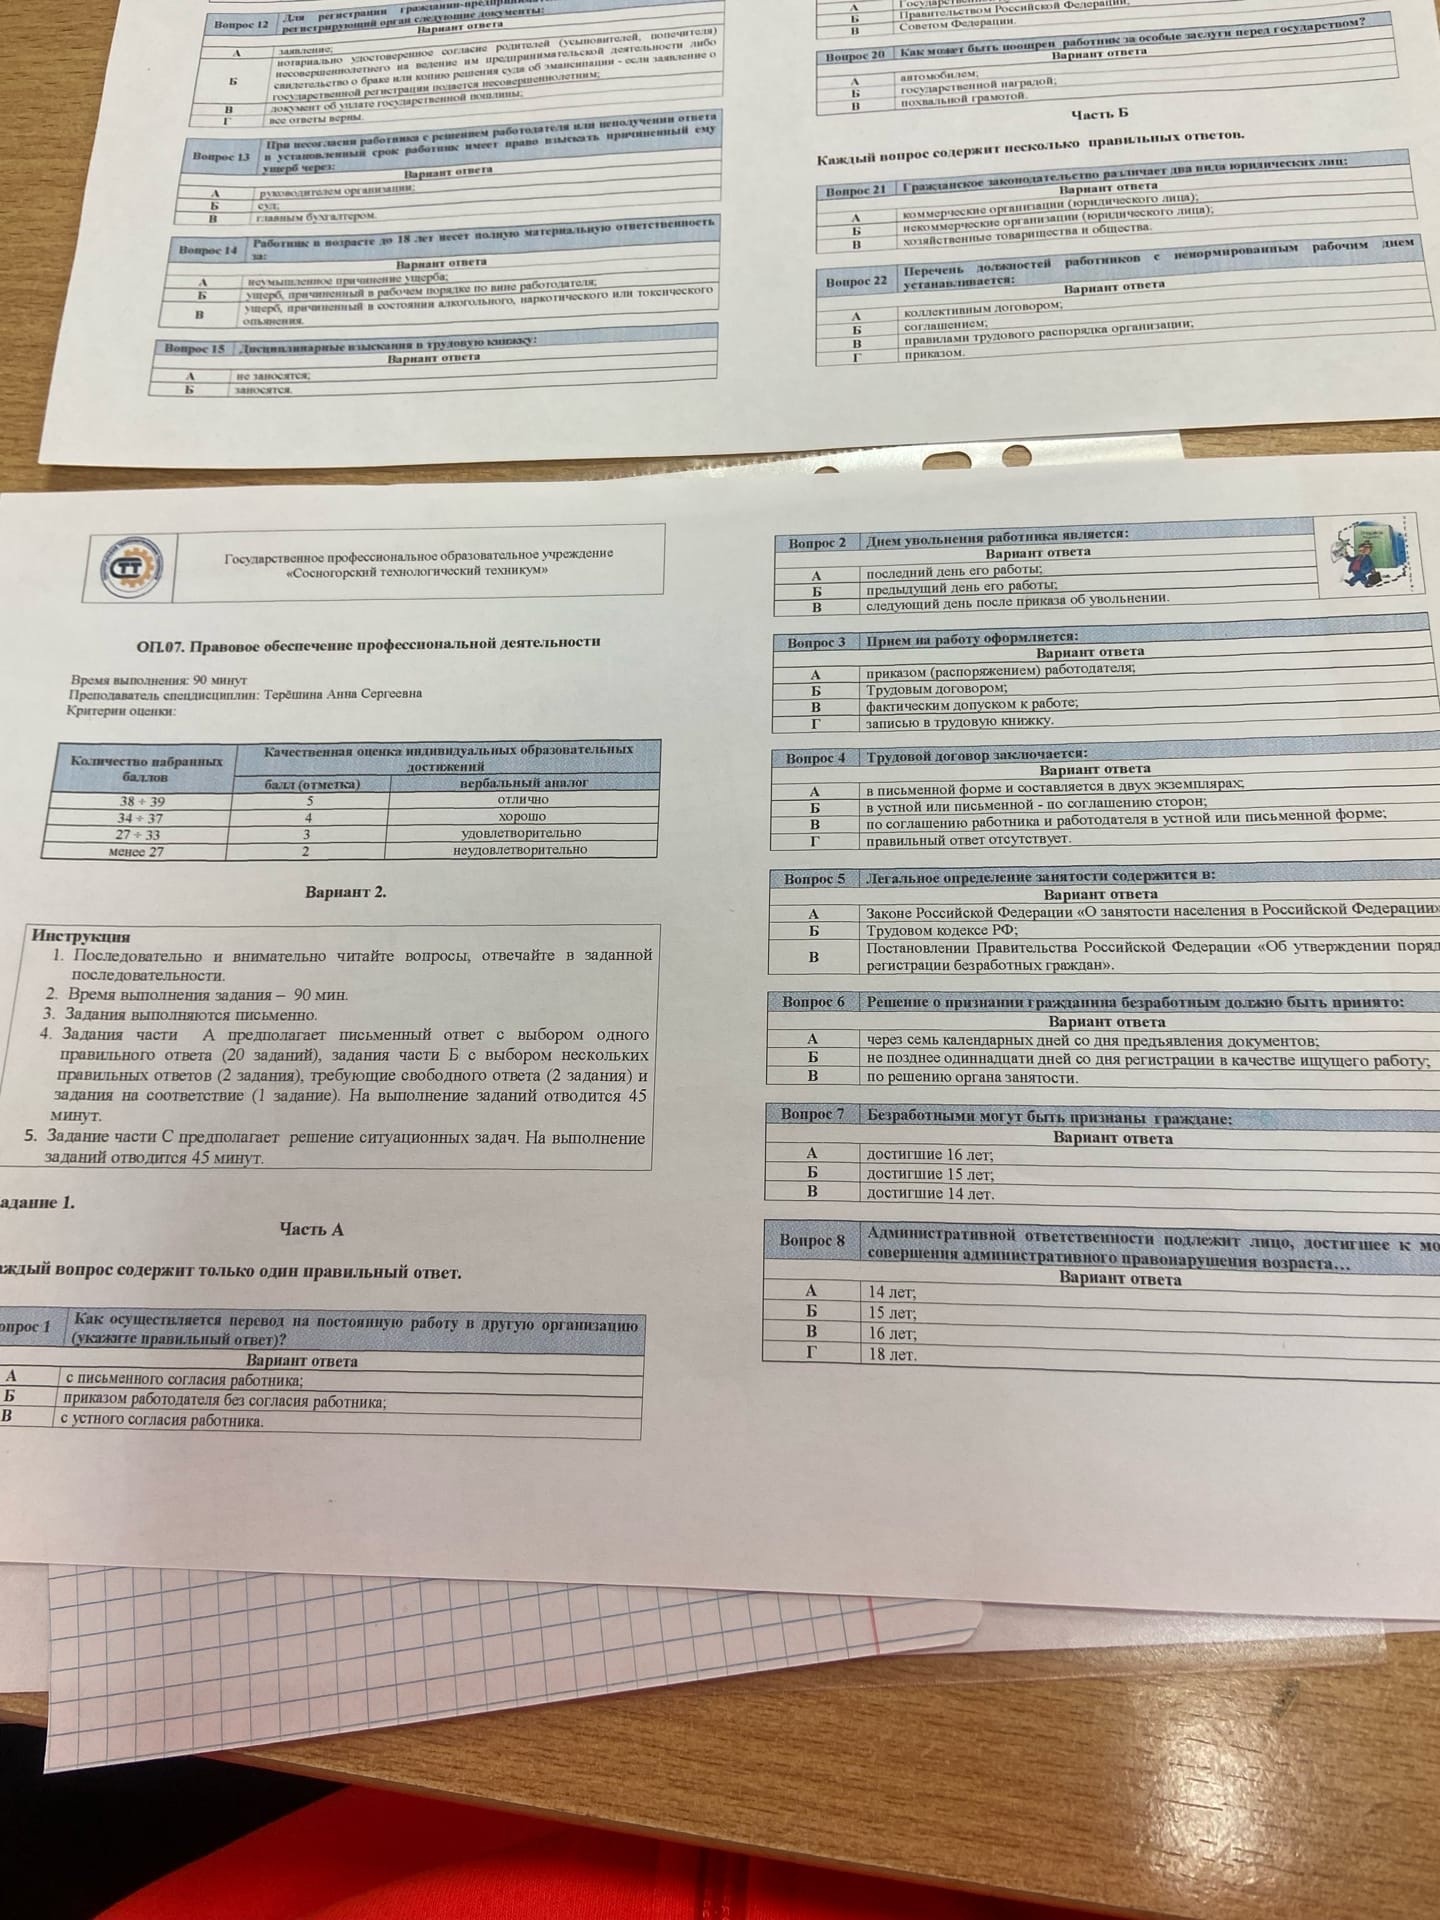 Вопрос 12
Для регистрации гражданин-
регистрирующий орган следующие документы:
Вариант ответа
А заявление;
Б нотариально удостоверенное согласие родителей (усыновителей, попечителя)
несовершеннолетнего на ведение им предпринимательской деятельности либо
свидетельство о браке или копию решения суда об эмансипации - если заявление о
государственной регистрации подается несовершеннолетним;
В документ об уплате государственной пошлины;
Г все ответы верны.
Вопрос 13
При несогласии работника с решением работодателя или неполучении ответа
в установленный срок работник имеет право взыскать причиненный ему
ущерб через:
Вариант ответа
А руководителем организации;
Б суд;
В главным бухгалтером.
Вопрос 14
Работник в возрасте до 18 лет несет полную материальную ответственность
за:
Вариант ответа
А неумышленное причинение ущерба;
Б ущерб, причиненный в рабочем порядке по вине работодателя;
В ущерб, причиненный в состоянии алкогольного, наркотического или токсического
опьянения.
Вопрос 15 Дисциплинарные взыскания в трудовую книжку:
Вариант ответа
А не заносятся;
Б заносятся.
А
Б Правительством Российской Федерации;
В Советом Федерации.
Вопрос 20 Как может быть поощрен работник за особые заслуги перед государством?
Вариант ответа
А автомобилем;
Б государственной наградой;
В похвальной грамотой.
Часть Б
Каждый вопрос содержит несколько правильных ответов.
Вопрос 21 Гражданское законодательство различает два вида юридических лиц:
Вариант ответа
А коммерческие организации (юридического лица);
Б некоммерческие организации (юридического лица);
В хозяйственные товарищества и общества.
Вопрос 22
Перечень должностей работников с ненормированным рабочим днем
устанавливается:
Вариант ответа
А коллективным договором;
Б соглашением;
В правилами трудового распорядка организации;
Г приказом.
СТТ
Государственное профессиональное образовательное учреждение
«Сосногорский технологический техникум»
ОП.07. Правовое обеспечение профессиональной деятельности
Время выполнения: 90 минут
Преподаватель спецдисциплин: Терёшина Анна Сергеевна
Критерии оценки:
Количество набранных
баллов
Качественная оценка индивидуальных образовательных
достижений
балл (отметка) вербальный аналог
38 ÷ 39 5 отлично
34 ÷ 37 4 хорошо
27 ÷ 33 3 удовлетворительно
менее 27 2 неудовлетворительно
Вариант 2.
Инструкция
1. Последовательно и внимательно читайте вопросы, отвечайте в заданной
последовательности.
2. Время выполнения задания – 90 мин.
3. Задания выполняются письменно.
4. Задания части А предполагает письменный ответ с выбором одного
правильного ответа (20 заданий), задания части Б с выбором нескольких
правильных ответов (2 задания), требующие свободного ответа (2 задания) и
задания на соответствие (1 задание). На выполнение заданий отводится 45
минут.
5. Задание части С предполагает решение ситуационных задач. На выполнение
заданий отводится 45 минут.
адание 1.
Часть А
аждый вопрос содержит только один правильный ответ.
опрос 1
Как осуществляется перевод на постоянную работу в другую организацию
(укажите правильный ответ)?
Вариант ответа
А с письменного согласия работника;
Б приказом работодателя без согласия работника;
В с устного согласия работника.
Вопрос 2 Днем увольнения работника является:
Вариант ответа
А последний день его работы;
Б предыдущий день его работы;
В следующий день после приказа об увольнении.
Вопрос 3 Прием на работу оформляется:
Вариант ответа
А приказом (распоряжением) работодателя;
Б Трудовым договором;
В фактическим допуском к работе;
Г записью в трудовую книжку.
Вопрос 4 Трудовой договор заключается:
Вариант ответа
А в письменной форме и составляется в двух экземплярах;
Б в устной или письменной - по соглашению сторон;
В по соглашению работника и работодателя в устной или письменной форме;
Г правильный ответ отсутствует.
Вопрос 5 Легальное определение занятости содержится в:
Вариант ответа
А Законе Российской Федерации «О занятости населения в Российской Федерации»
Б Трудовом кодексе РФ;
В Постановлении Правительства Российской Федерации «Об утверждении поряд
регистрации безработных граждан».
Вопрос 6 Решение о признании гражданина безработным должно быть принято:
Вариант ответа
А через семь календарных дней со дня предъявления документов;
Б не позднее одиннадцати дней со дня регистрации в качестве ищущего работу;
В по решению органа занятости.
Вопрос 7 Безработными могут быть признаны граждане:
Вариант ответа
А достигшие 16 лет;
Б достигшие 15 лет;
В достигшие 14 лет.
Вопрос 8
Административной ответственности подлежит лицо, достигшее к мо
совершения административного правонарушения возраста…
Вариант ответа
А 14 лет;
Б 15 лет;
В 16 лет;
Г 18 лет.